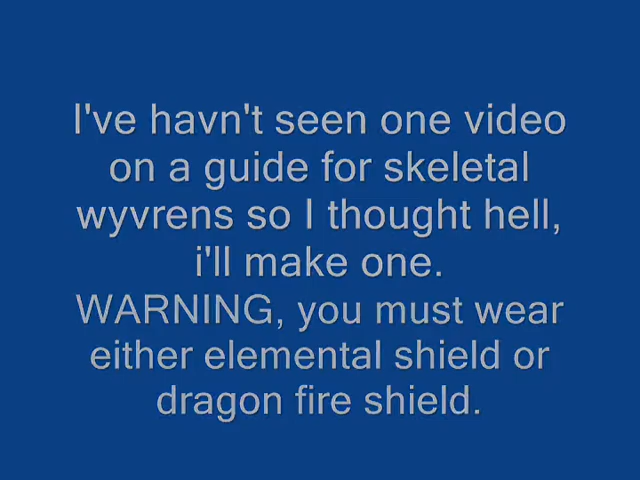 I've havn't seen one video
on a guide for skeletal
wyvrens so I thought hell,
i'll make one.
WARNING, you must wear
either elemental shield or
dragon fire shield.